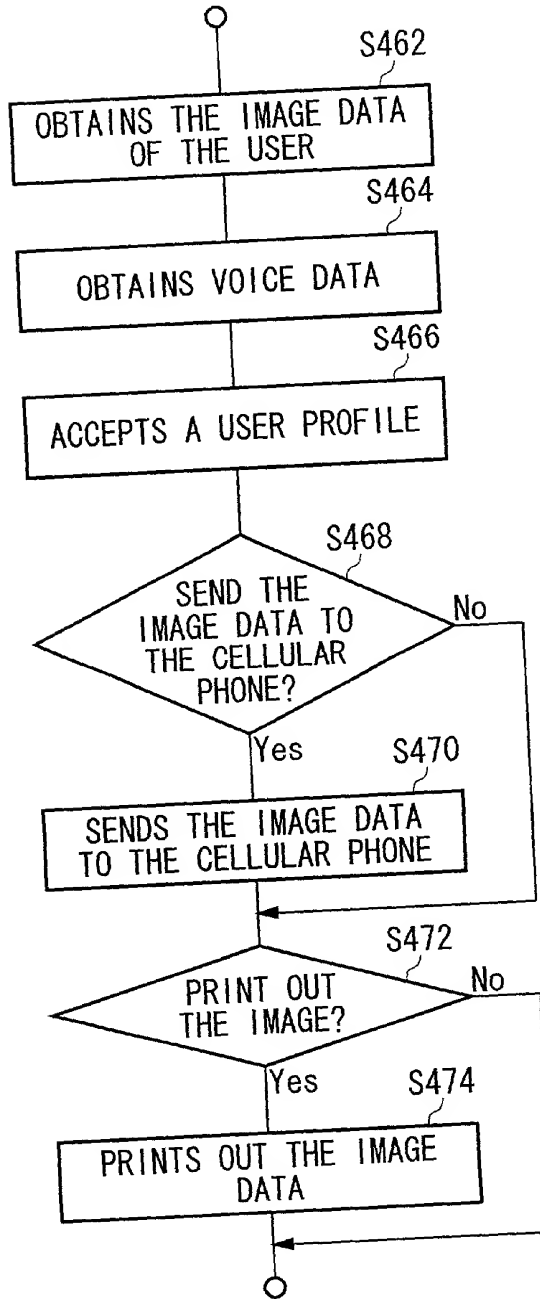 S462
OBTAINS THE IMAGE DATA
OF THE USER
S464
OBTAINS VOICE DATA
S466
ACCEPTS A USER PROFILE
S468
SEND THE
IMAGE DATA TO
THE CELLULAR
PHONE?
No
Yes
S470
SENDS THE IMAGE DATA
TO THE CELLULAR PHONE
S472
PRINT OUT
THE IMAGE?
No
Yes
S474
PRINTS OUT THE IMAGE
DATA